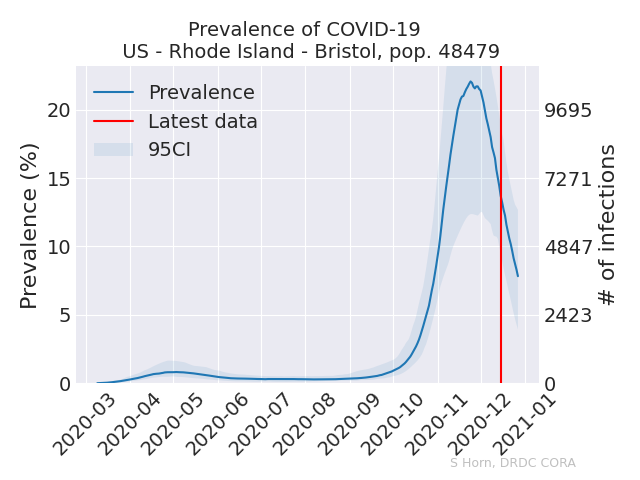 Prevalence of COVID-19
US - Rhode Island - Bristol, pop. 48479
Prevalence
Latest data
95CI
Prevalence (%)
20
15
10
5
0
9695
7271
4847
2423
0
# of infections
2020-03
2020-04
2020-05
2020-06
2020-07
2020-08
2020-09
2020-10
2020-11
2020-12
2021-01
S Horn, DRDC CORA